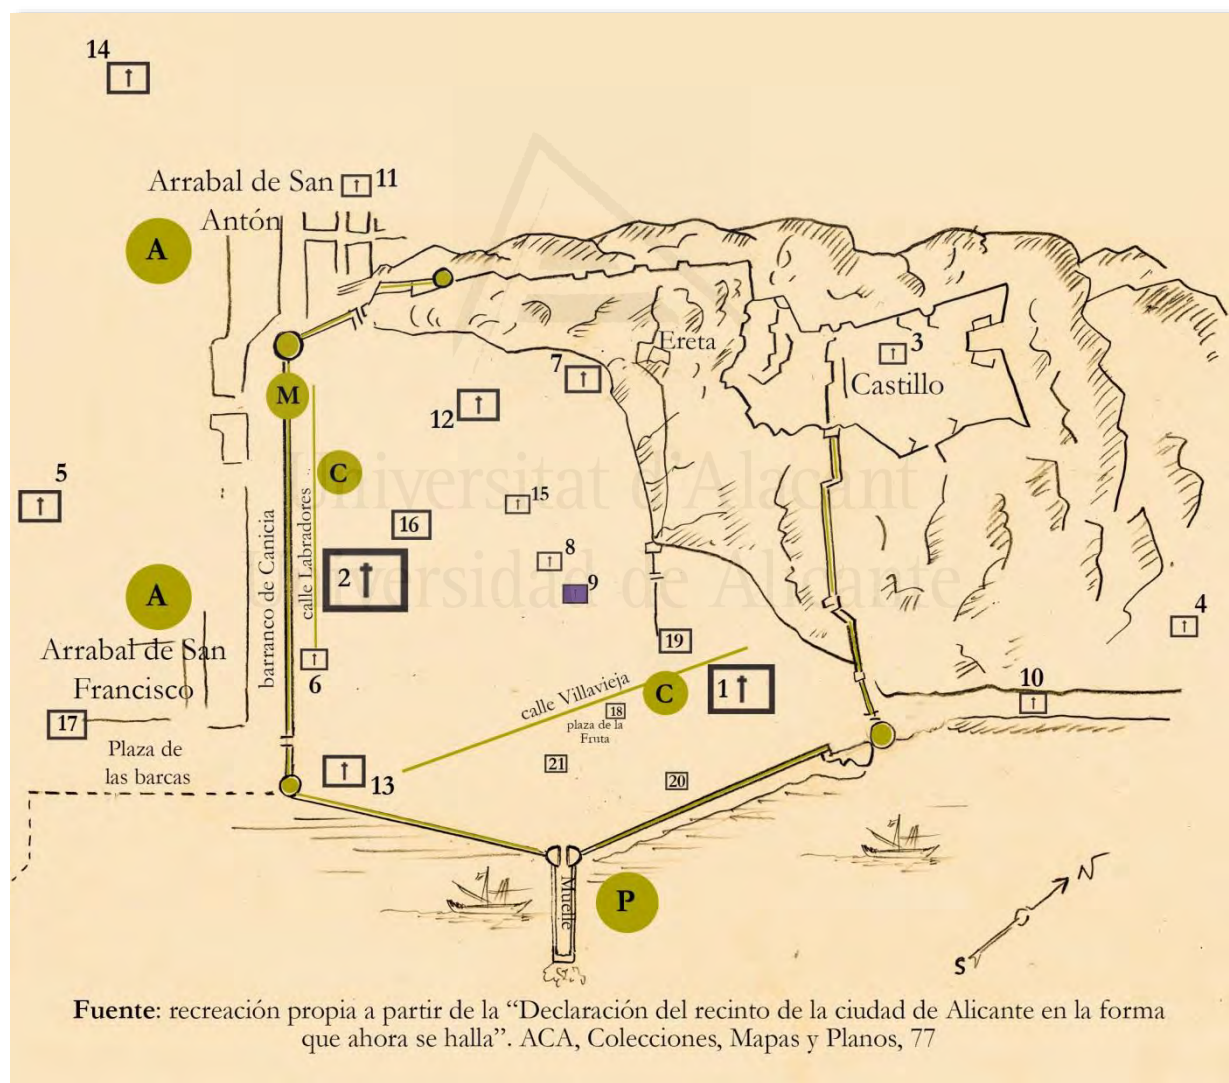 14
Arrabal de San
11
Antón
A
Ereta
3
Castillo
7
M
12
C
5
15
16
barranco de Canicia
calle Labradores
Universitat d'Alacant
Universidad de Alicante
8
2
9
A
4
19
Arrabal de San
Francisco
6
calle Villavieja
C
1
10
17
18
plaza de la
Fruta
Plaza de
las barcas
21
20
13
Muelle
P
N
S
Fuente: recreación propia a partir de la “Declaración del recinto de la ciudad de Alicante en la forma
que ahora se halla”. ACA, Colecciones, Mapas y Planos, 77